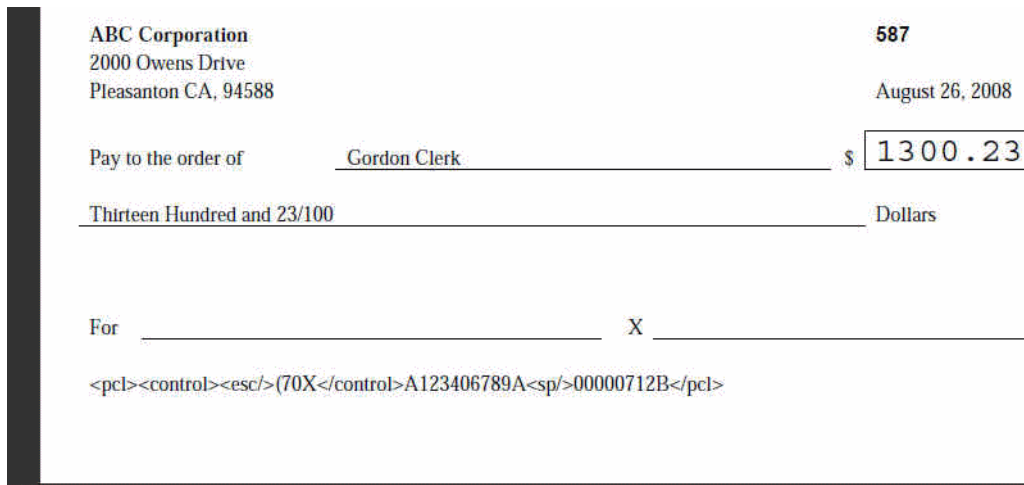 ABC Corporation 587
2000 Owens Drive
Pleasanton CA, 94588 August 26, 2008
Pay to the order of Gordon Clerk $ 1300.23
Thirteen Hundred and 23/100 Dollars
For X
<pcl><control><esc/>(70X</control>A123406789A<sp/>00000712B</pcl>